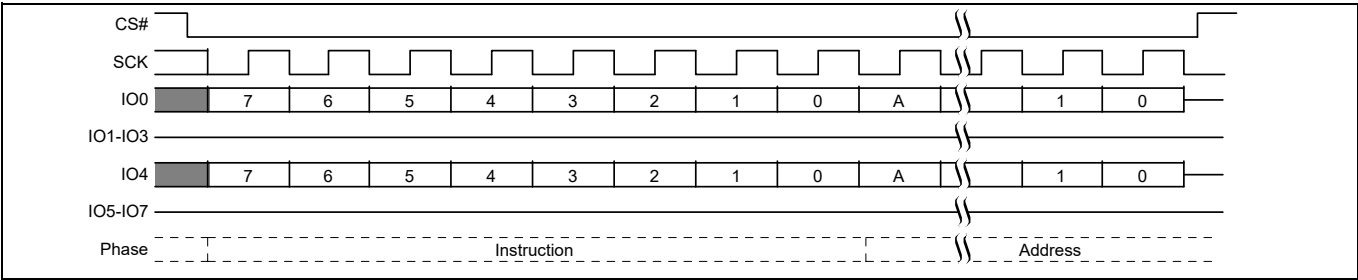 CS#
SCK
IO0 7 6 5 4 3 2 1 0 A 1 0
IO1-IO3
IO4 7 6 5 4 3 2 1 0 A 1 0
IO5-IO7
Phase Instruction Address